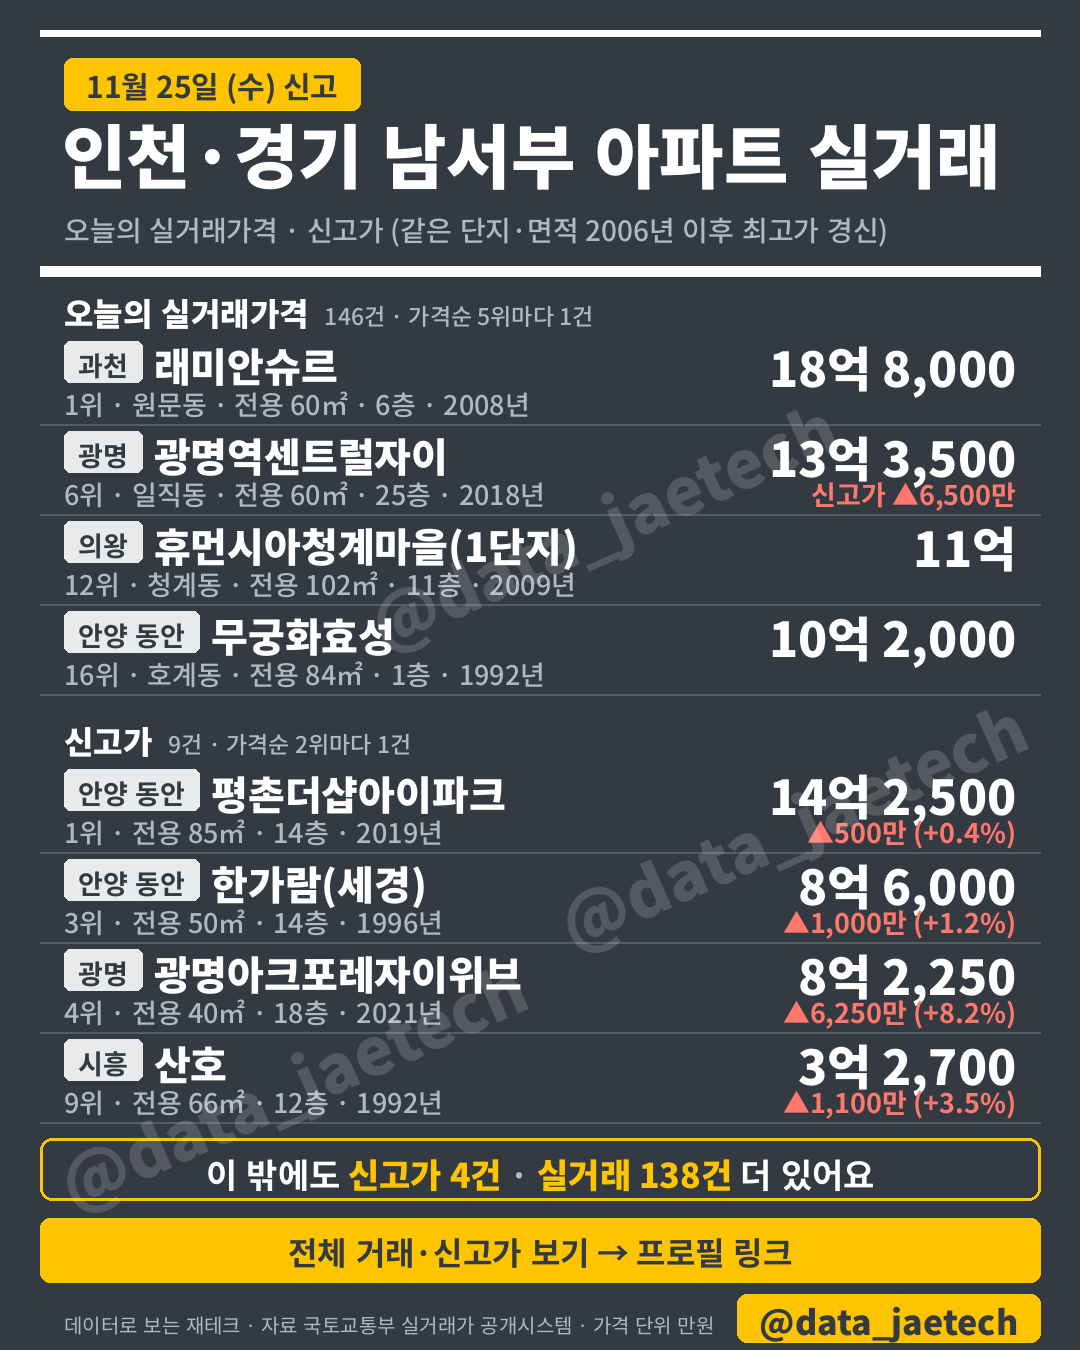 11월 25일 (수) 신고
인천·경기 남서부 아파트 실거래
오늘의 실거래가격 · 신고가 (같은 단지·면적 2006년 이후 최고가 경신)
오늘의 실거래가격 146건 · 가격순 5위마다 1건
과천 래미안슈르 18억 8,000
1위 · 원문동 · 전용 60㎡ · 6층 · 2008년
광명 광명역센트럴자이 13억 3,500
6위 · 일직동 · 전용 60㎡ · 25층 · 2018년 신고가 ▲6,500만
의왕 휴먼시아청계마을(1단지) 11억
12위 · 청계동 · 전용 102㎡ · 11층 · 2009년
안양 동안 무궁화효성 10억 2,000
16위 · 호계동 · 전용 84㎡ · 1층 · 1992년
신고가 9건 · 가격순 2위마다 1건
안양 동안 평촌더샵아이파크 14억 2,500
1위 · 전용 85㎡ · 14층 · 2019년 ▲500만 (+0.4%)
안양 동안 한가람(세경) 8억 6,000
3위 · 전용 50㎡ · 14층 · 1996년 ▲1,000만 (+1.2%)
광명 광명아크포레자이위브 8억 2,250
4위 · 전용 40㎡ · 18층 · 2021년 ▲6,250만 (+8.2%)
시흥 산호 3억 2,700
9위 · 전용 66㎡ · 12층 · 1992년 ▲1,100만 (+3.5%)
이 밖에도 신고가 4건 · 실거래 138건 더 있어요
전체 거래·신고가 보기 → 프로필 링크
데이터로 보는 재테크 · 자료 국토교통부 실거래가 공개시스템 · 가격 단위 만원 @data_jaetech
@data_jaetech
@data_jaetech
@data_jaetech